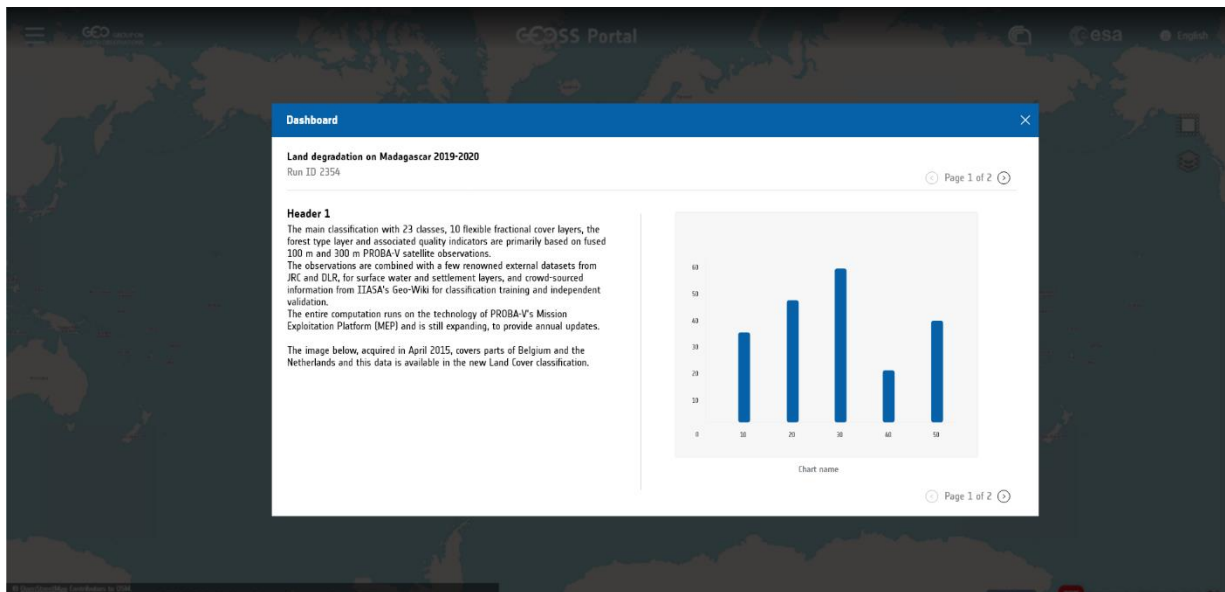 GEO
GEOSS Portal
esa
English
Dashboard
Land degradation on Madagascar 2019-2020
Run ID 2354
Page 1 of 2
Header 1
The main classification with 23 classes, 10 flexible fractional cover layers, the
forest type layer and associated quality indicators are primarily based on fused
100 m and 300 m PROBA-V satellite observations.
The observations are combined with a few renowned external datasets from
JRC and DLR, for surface water and settlement layers, and crowd-sourced
information from IIASA's Geo-Wiki for classification training and independent
validation.
The entire computation runs on the technology of PROBA-V's Mission
Exploitation Platform (MEP) and is still expanding, to provide annual updates.
The image below, acquired in April 2015, covers parts of Belgium and the
Netherlands and this data is available in the new Land Cover classification.
60
50
40
30
20
10
0 10 20 30 40 50
Chart name
Page 1 of 2